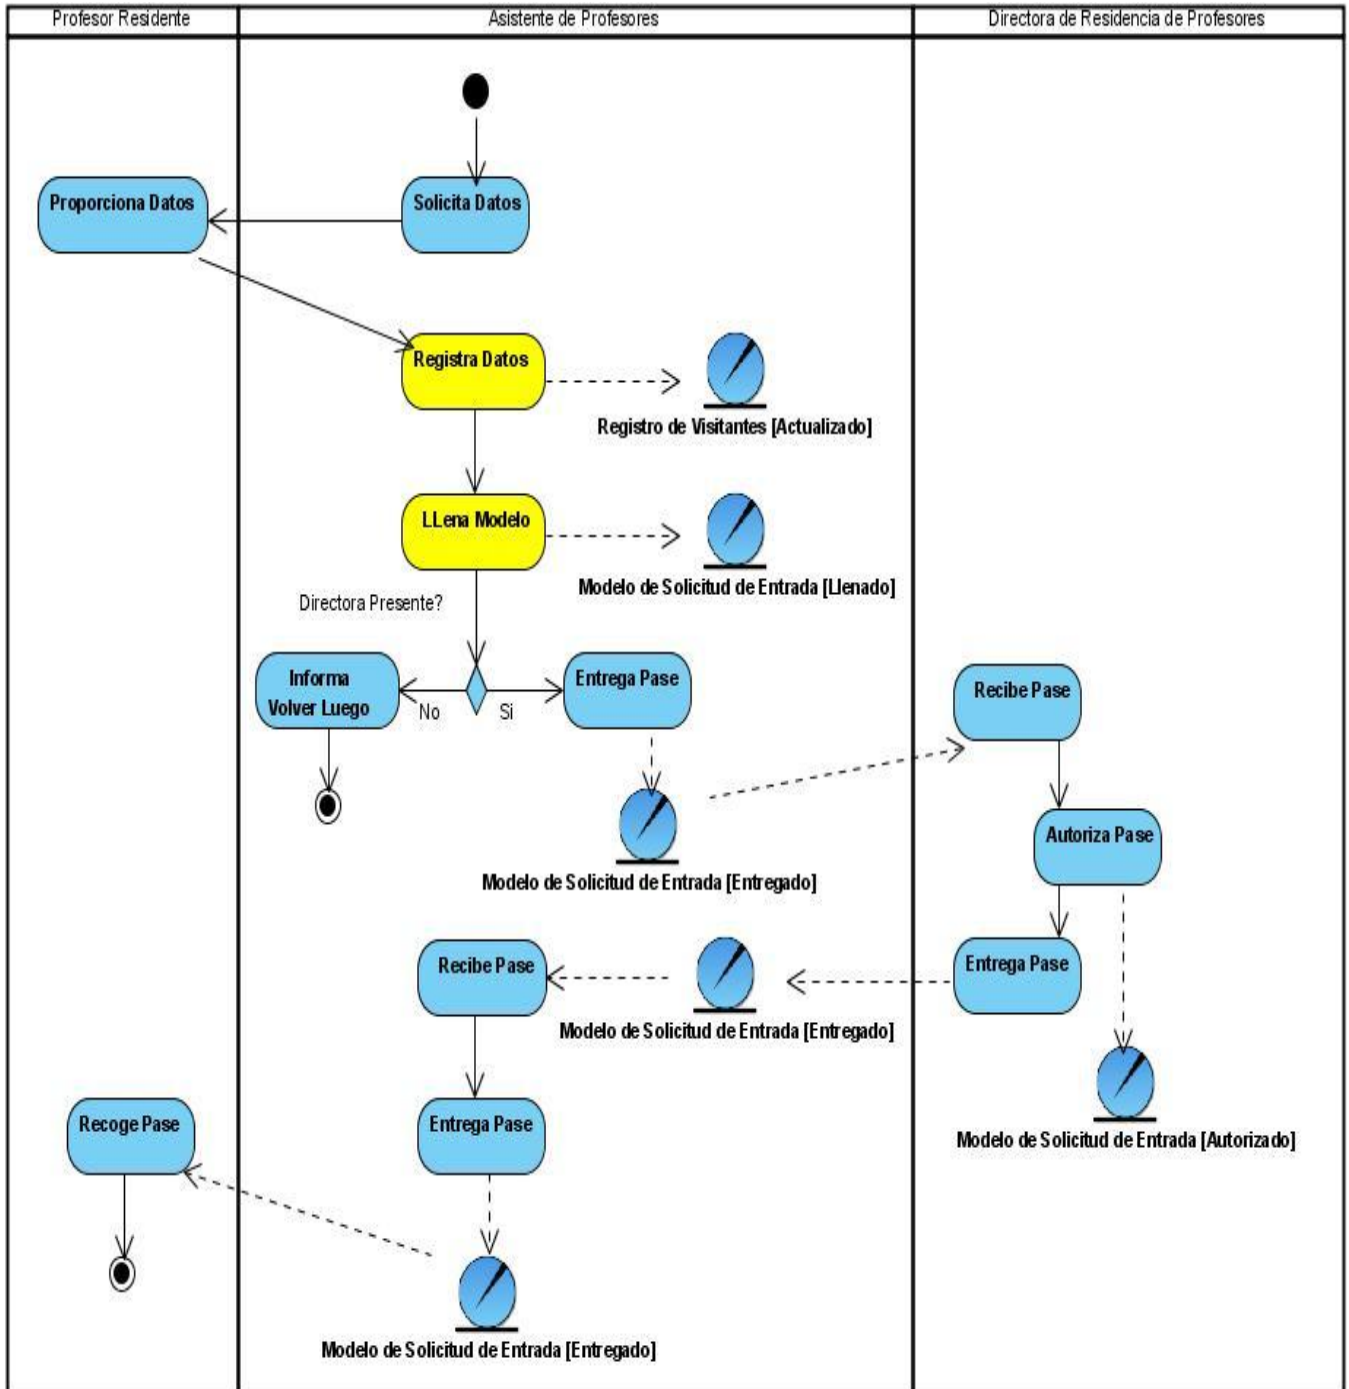 Profesor Residente
Asistente de Profesores
Directora de Residencia de Profesores
Proporciona Datos
Solicita Datos
Registra Datos
Registro de Visitantes [Actualizado]
LLena Modelo
Modelo de Solicitud de Entrada [Llenado]
Directora Presente?
Informa
Volver Luego
No
Si
Entrega Pase
Recibe Pase
Modelo de Solicitud de Entrada [Entregado]
Autoriza Pase
Recibe Pase
Modelo de Solicitud de Entrada [Entregado]
Entrega Pase
Recoge Pase
Entrega Pase
Modelo de Solicitud de Entrada [Autorizado]
Modelo de Solicitud de Entrada [Entregado]